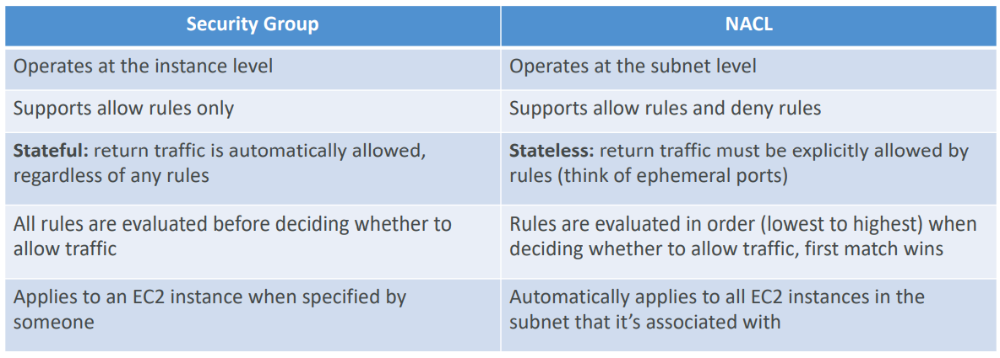 Security Group
NACL
Operates at the instance level
Operates at the subnet level
Supports allow rules only
Supports allow rules and deny rules
Stateful: return traffic is automatically allowed,
regardless of any rules
Stateless: return traffic must be explicitly allowed by
rules (think of ephemeral ports)
All rules are evaluated before deciding whether to
allow traffic
Rules are evaluated in order (lowest to highest) when
deciding whether to allow traffic, first match wins
Applies to an EC2 instance when specified by
someone
Automatically applies to all EC2 instances in the
subnet that it’s associated with